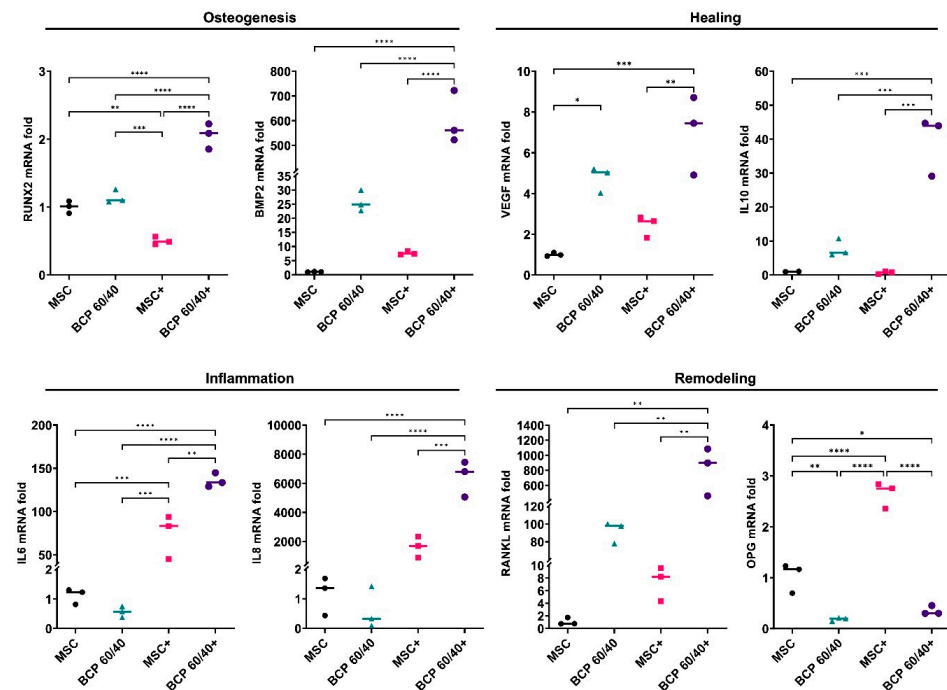 Osteogenesis
Healing
RUNX2 mRNA fold
3
2
1
0
****
****
**
****
***
MSC
BCP 60/40
MSC+
BCP 60/40+
BMP2 mRNA fold
800
700
600
500
35
30
25
20
15
10
5
0
****
****
****
MSC
BCP 60/40
MSC+
BCP 60/40+
VEGF mRNA fold
10
8
6
4
2
0
***
**
*
MSC
BCP 60/40
MSC+
BCP 60/40+
IL10 mRNA fold
60
50
40
30
20
10
0
***
***
***
MSC
BCP 60/40
MSC+
BCP 60/40+
Inflammation
Remodeling
IL6 mRNA fold
200
150
100
50
2
1
0
****
****
**
***
***
MSC
BCP 60/40
MSC+
BCP 60/40+
IL8 mRNA fold
10000
8000
6000
4000
2000
2
1
0
****
****
***
MSC
BCP 60/40
MSC+
BCP 60/40+
RANKL mRNA fold
1400
1200
1000
800
600
400
100
80
10
8
6
4
2
0
**
**
**
MSC
BCP 60/40
MSC+
BCP 60/40+
OPG mRNA fold
4
3
2
1
0
*
****
**
****
****
MSC
BCP 60/40
MSC+
BCP 60/40+